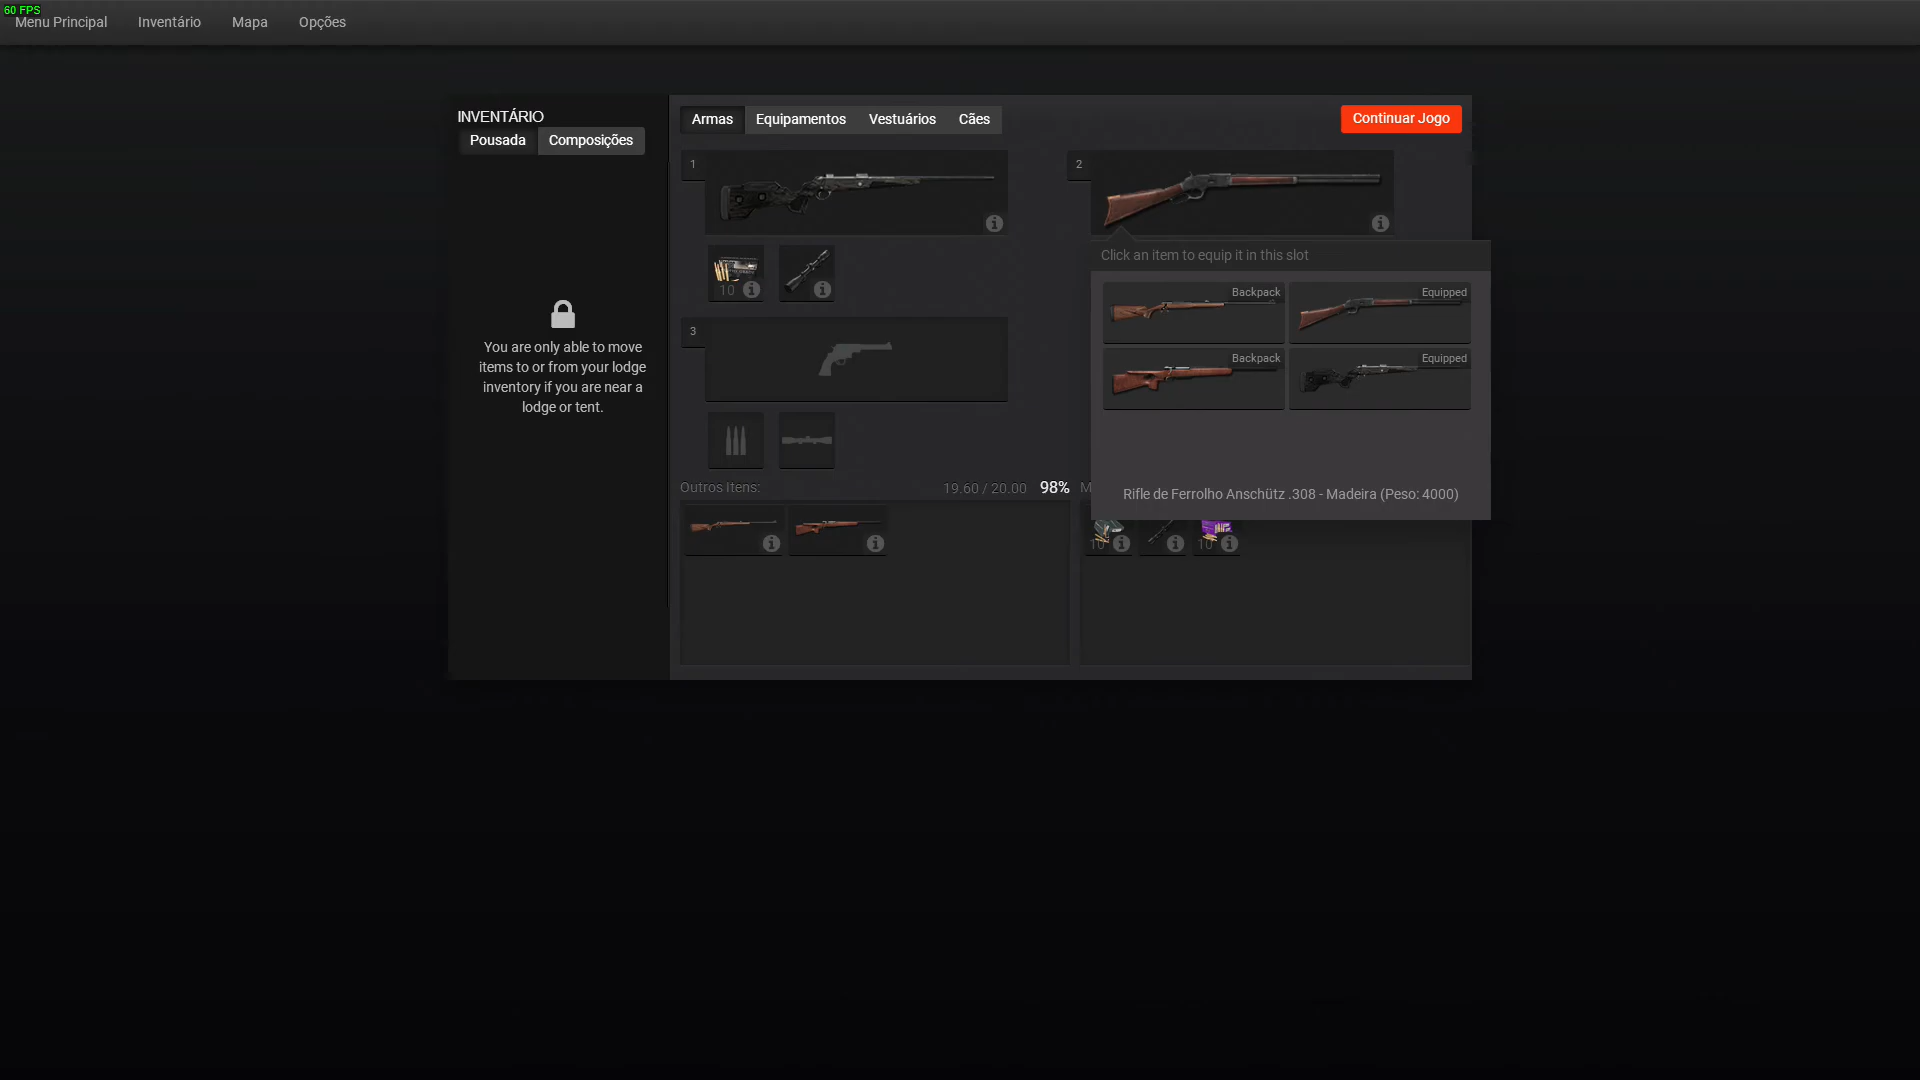 60 FPS
Menu Principal Inventário Mapa Opções
INVENTÁRIO
Pousada Composições
Armas Equipamentos Vestuários Cães
Continuar Jogo
1
2
10
Click an item to equip it in this slot
Backpack Equipped
Backpack Equipped
3
You are only able to move
items to or from your lodge
inventory if you are near a
lodge or tent.
Outros Itens: 19.60 / 20.00 98% M
Rifle de Ferrolho Anschütz .308 - Madeira (Peso: 4000)
10 10